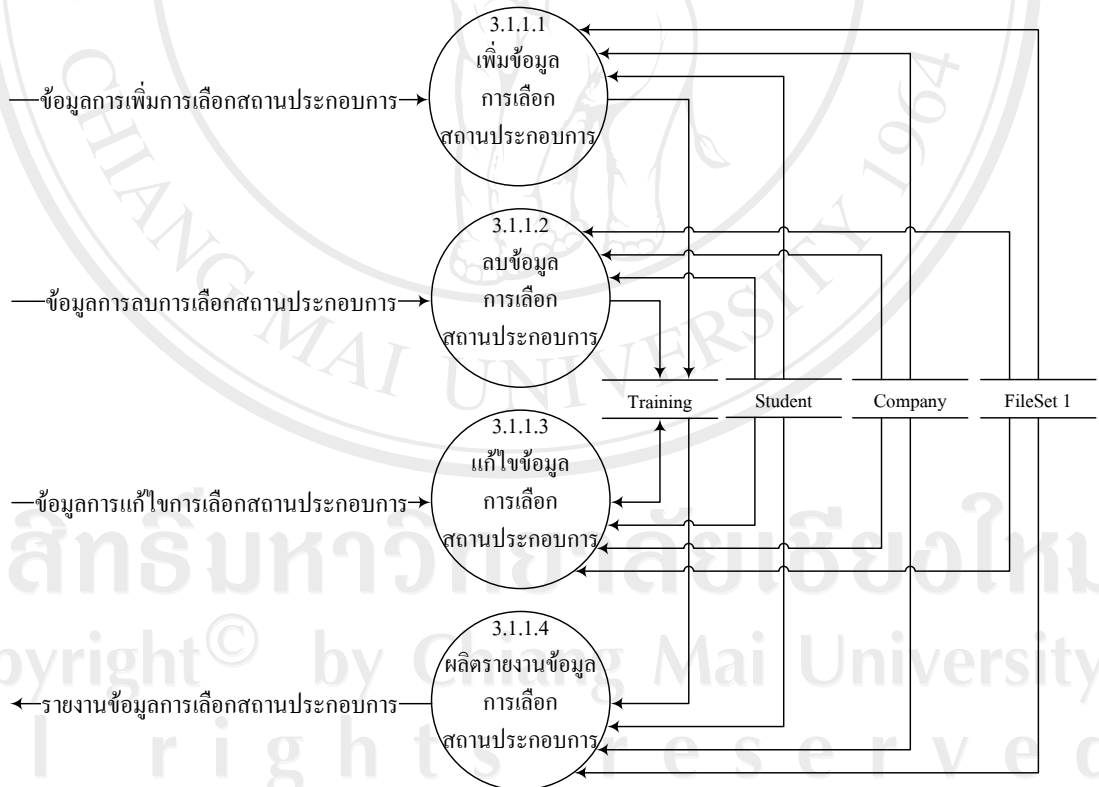 3.1.1.1
เพิ่มข้อมูล
การเลือก
สถานประกอบการ
ข้อมูลการเพิ่มการเลือกสถานประกอบการ
3.1.1.2
ลบข้อมูล
การเลือก
สถานประกอบการ
ข้อมูลการลบการเลือกสถานประกอบการ
Training
Student
Company
FileSet 1
3.1.1.3
แก้ไขข้อมูล
การเลือก
สถานประกอบการ
ข้อมูลการแก้ไขการเลือกสถานประกอบการ
3.1.1.4
ผลิตรายงานข้อมูล
การเลือก
สถานประกอบการ
รายงานข้อมูลการเลือกสถานประกอบการ
CHIANG MAI UNIVERSITY 1964
สิทธิมหาวิทยาลัยเชียงใหม
pyright© by Chiang Mai University
l rights reserved